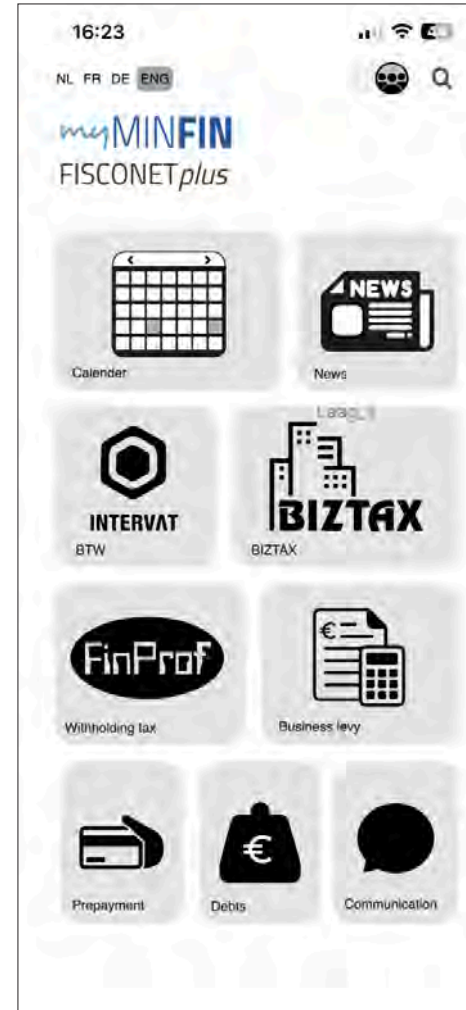 16:23
NL FR DE ENG
myMINFIN
FISCONETplus
Calender
NEWS
News
INTERVAT
BTW
Laag_1
BIZTAX
BIZTAX
FinProf
Withholding tax
€
Business levy
Prepayment
€
Debts
Communication